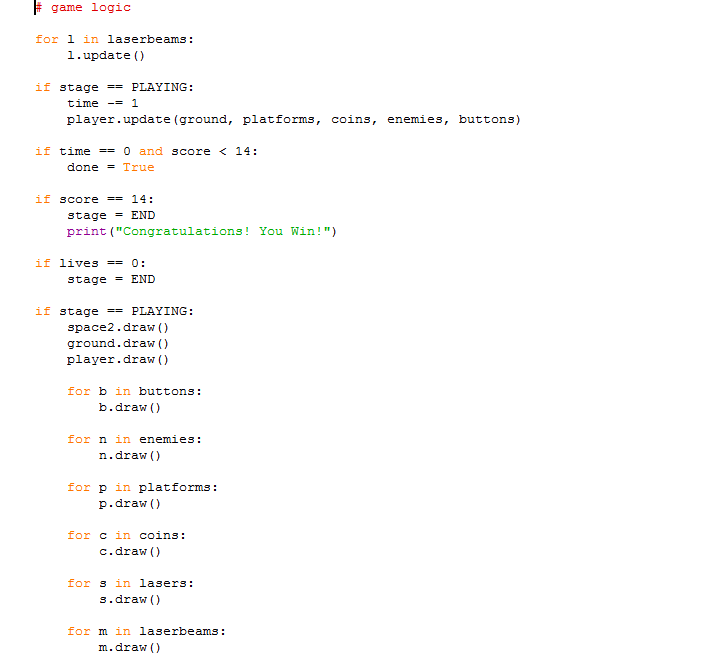 # game logic
for l in laserbeams:
    l.update()
if stage == PLAYING:
    time -= 1
    player.update(ground, platforms, coins, enemies, buttons)
if time == 0 and score < 14:
    done = True
if score == 14:
    stage = END
    print("Congratulations! You Win!")
if lives == 0:
    stage = END
if stage == PLAYING:
    space2.draw()
    ground.draw()
    player.draw()
    for b in buttons:
        b.draw()
    for n in enemies:
        n.draw()
    for p in platforms:
        p.draw()
    for c in coins:
        c.draw()
    for s in lasers:
        s.draw()
    for m in laserbeams:
        m.draw()